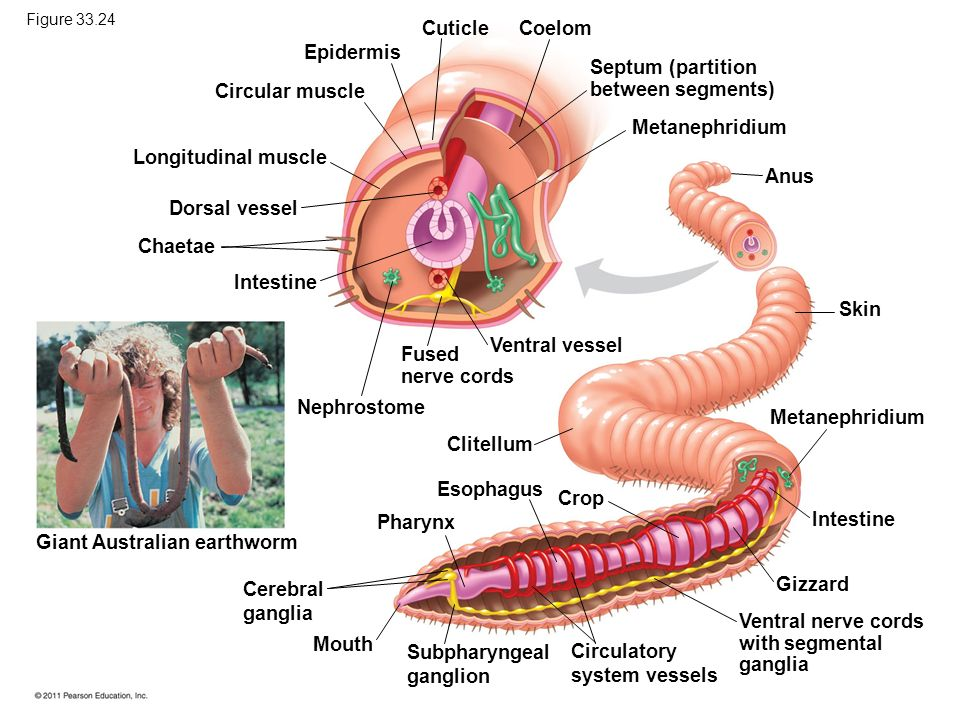 Figure 33.24
Cuticle
Coelom
Epidermis
Septum (partition
between segments)
Circular muscle
Metanephridium
Longitudinal muscle
Anus
Dorsal vessel
Chaetae
Intestine
Skin
Ventral vessel
Fused
nerve cords
Nephrostome
Metanephridium
Clitellum
Esophagus
Crop
Pharynx
Intestine
Giant Australian earthworm
Gizzard
Cerebral
ganglia
Ventral nerve cords
with segmental
ganglia
Mouth
Subpharyngeal
ganglion
Circulatory
system vessels
© 2011 Pearson Education, Inc.